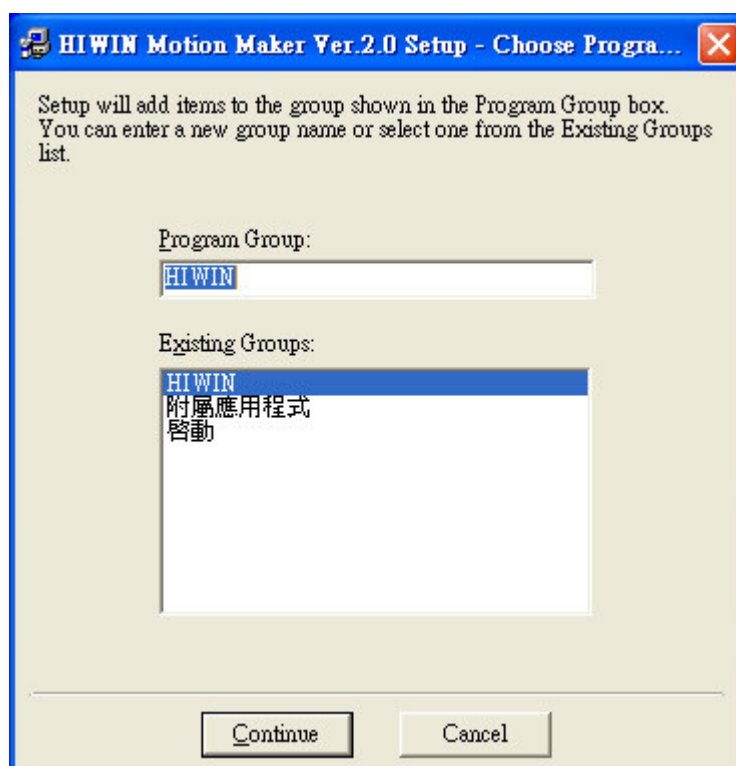 HIWIN Motion Maker Ver.2.0 Setup - Choose Progra...
Setup will add items to the group shown in the Program Group box.
You can enter a new group name or select one from the Existing Groups
list.
Program Group:
HIWIN
Existing Groups:
HIWIN
附屬應用程式
啓動
Continue
Cancel